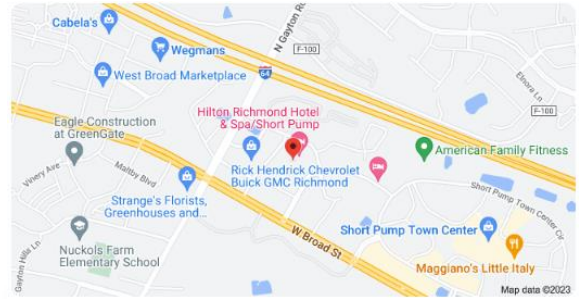 Cabela's
Wegmans
West Broad Marketplace
N Gayton Rd
F-100
64
F-100
Elnora Ln
Eagle Construction
at GreenGate
Hilton Richmond Hotel
& Spa/Short Pump
American Family Fitness
Vinery Ave
Maltby Blvd
Rick Hendrick Chevrolet
Buick GMC Richmond
Strange's Florists,
Greenhouses and...
Short Pump Town Center Cir
W Broad St
Short Pump Town Center
Nuckols Farm
Elementary School
Gayton Hills Ln
Maggiano's Little Italy
Map data ©2023